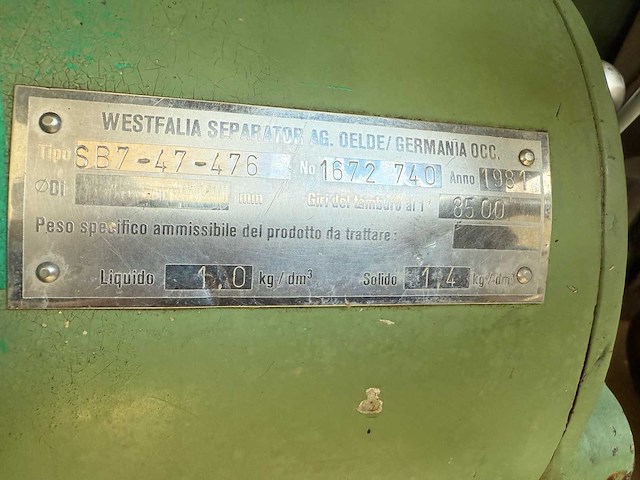 WESTFALIA SEPARATOR AG. OELDE/GERMANIA OCC.
Tipo SB7-47-476 No 1672 740 Anno 1981
ØDI mm Giri del tamburo al 1' 8500
Peso specifico ammissibile del prodotto da trattare:
Liquido 1,0 kg/dm³ Solido 1,4 kg/dm³